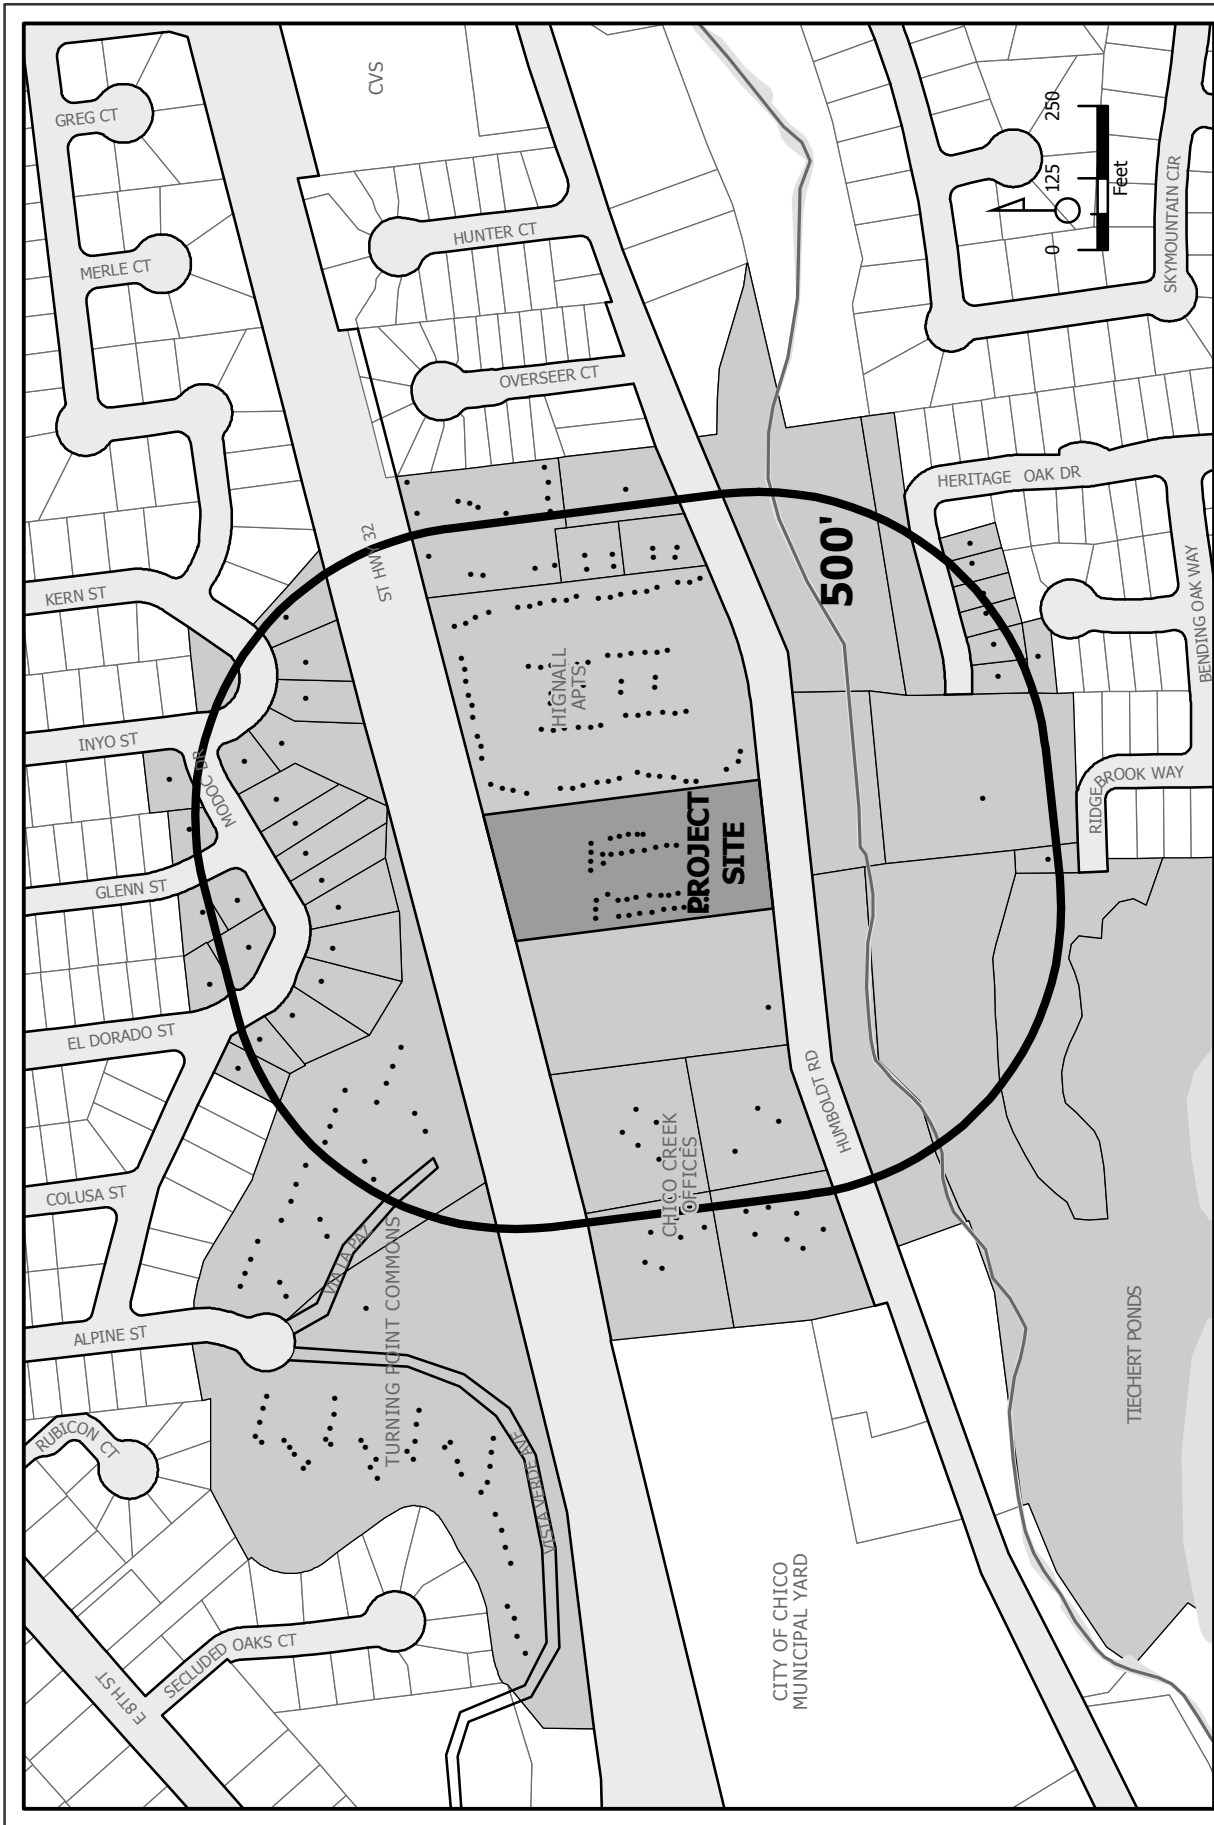 GREG CT
CVS
MERLE CT
HUNTER CT
OVERSEER CT
0
125
250
Feet
SKYMOUNTAIN CIR
HERITAGE OAK DR
BENDING OAK WAY
KERN ST
ST HWY 32
500'
HIGNALL
APTS
INYO ST
MODOC DR
PROJECT
SITE
RIDGEBROOK WAY
GLENN ST
EL DORADO ST
HUMBOLDT RD
CHICO CREEK
OFFICES
COLUSA ST
VIA LA PAZ
ALPINE ST
TURNING POINT COMMONS
TIECHERT PONDS
RUBICON CT
VISTA VERDE AVE
CITY OF CHICO
MUNICIPAL YARD
SECLUDED OAKS CT
E 8TH ST